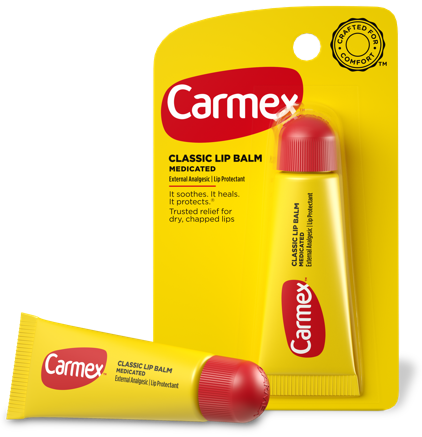 CRAFTED FOR
COMFORT
™
Carmex
CLASSIC LIP BALM
MEDICATED
External Analgesic | Lip Protectant
It soothes. It heals.
It protects.®
Trusted relief for
dry, chapped lips
Carmex
CLASSIC LIP BALM
MEDICATED
External Analgesic | Lip Protectant
Carmex
CLASSIC LIP BALM
MEDICATED
External Analgesic | Lip Protectant